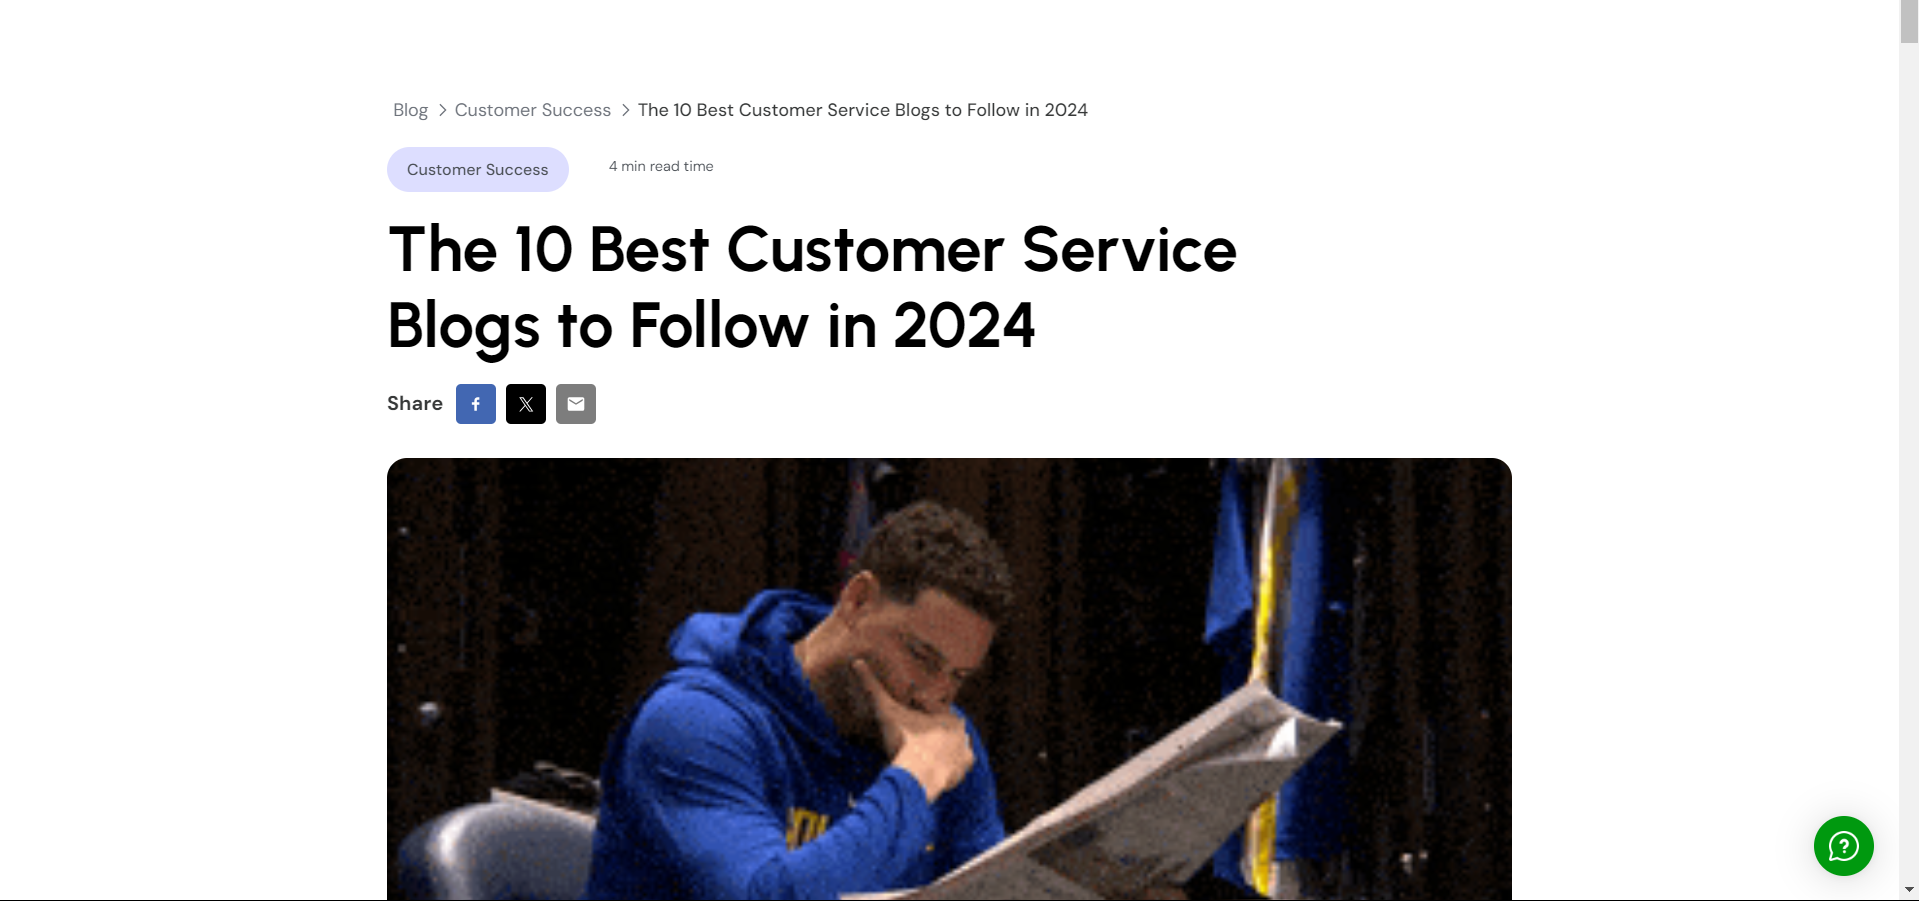 Blog > Customer Success > The 10 Best Customer Service Blogs to Follow in 2024
Customer Success
4 min read time
The 10 Best Customer Service
Blogs to Follow in 2024
Share